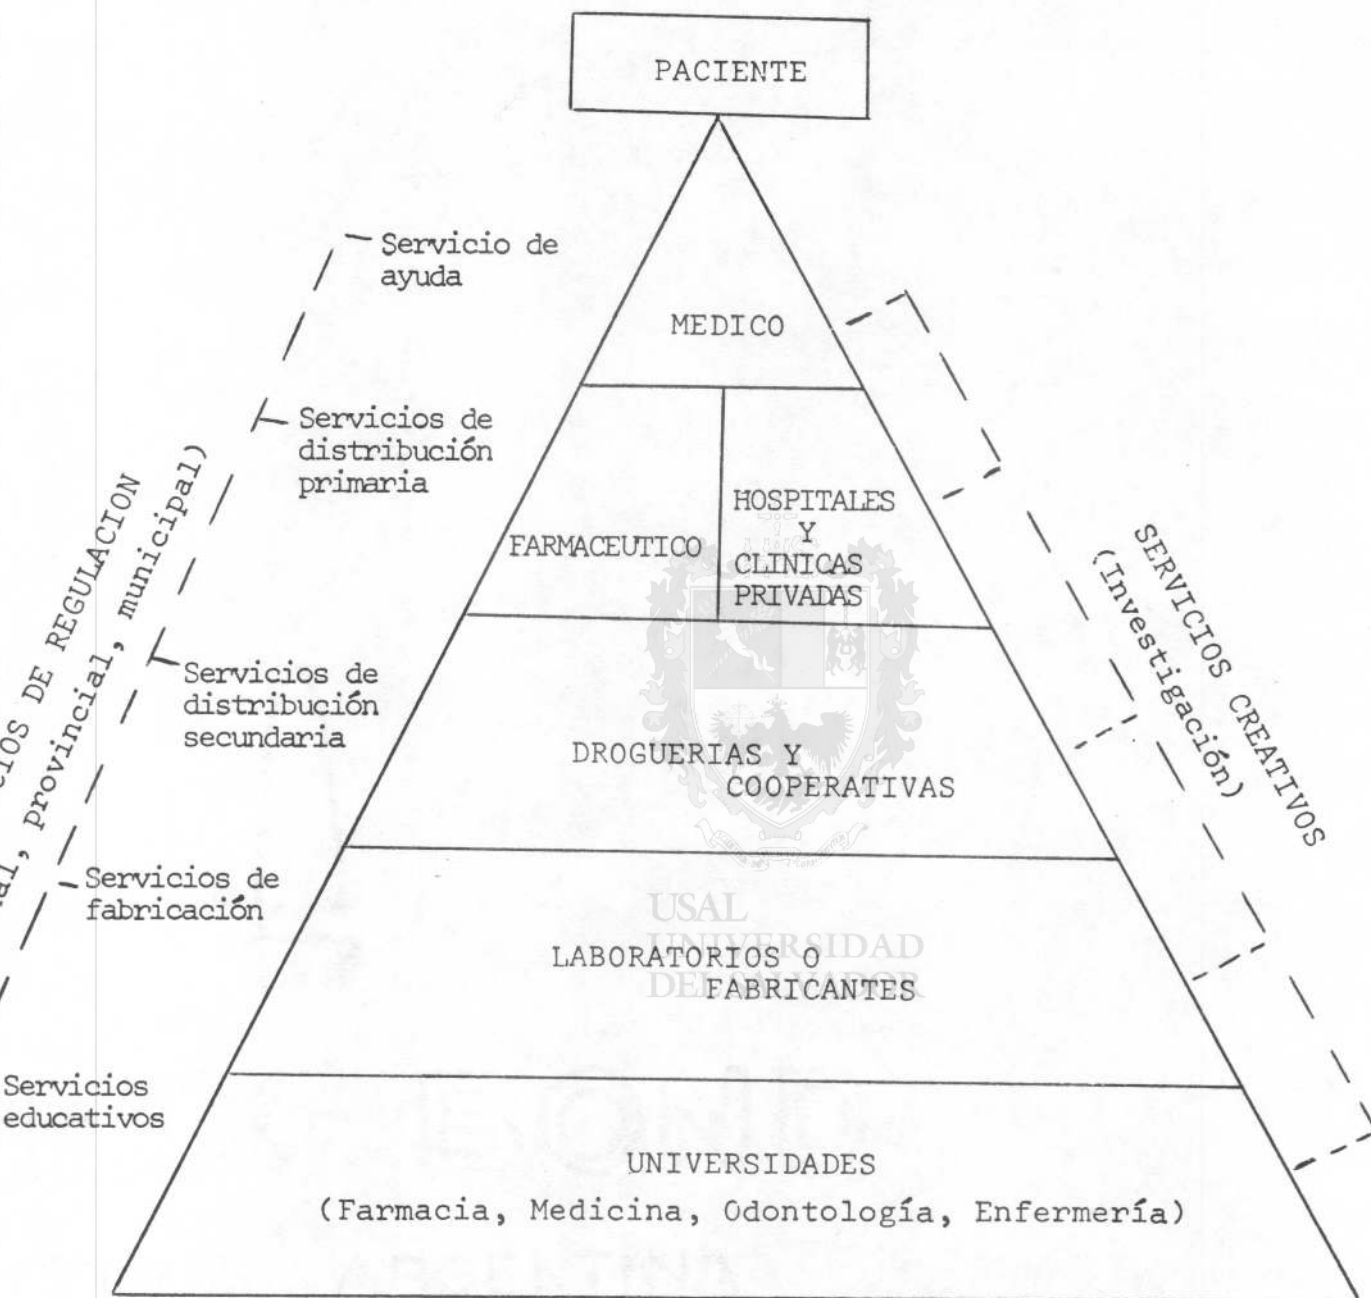 PACIENTE
Servicio de
ayuda
MEDICO
Servicios de
distribución
primaria
FARMACEUTICO
HOSPITALES
Y
CLINICAS
PRIVADAS
DE REGULACION
provincial, municipal)
SERVICIOS CREATIVOS
(Investigación)
Servicios de
distribución
secundaria
DROGUERIAS Y
COOPERATIVAS
Servicios de
fabricación
USAL
UNIVERSIDAD
DEL SALVADOR
LABORATORIOS O
FABRICANTES
Servicios
educativos
UNIVERSIDADES
(Farmacia, Medicina, Odontología, Enfermería)